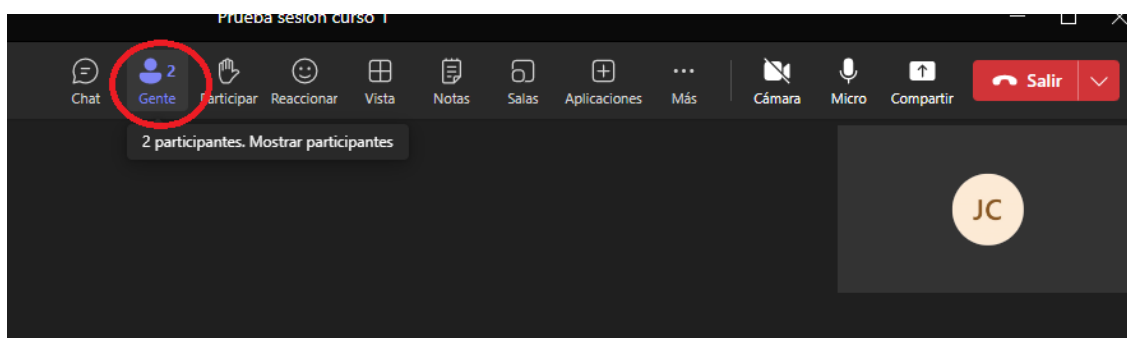 Prueba sesión curso 1
2
Chat Gente Participar Reaccionar Vista Notas Salas Aplicaciones Más Cámara Micro Compartir Salir
2 participantes. Mostrar participantes
JC